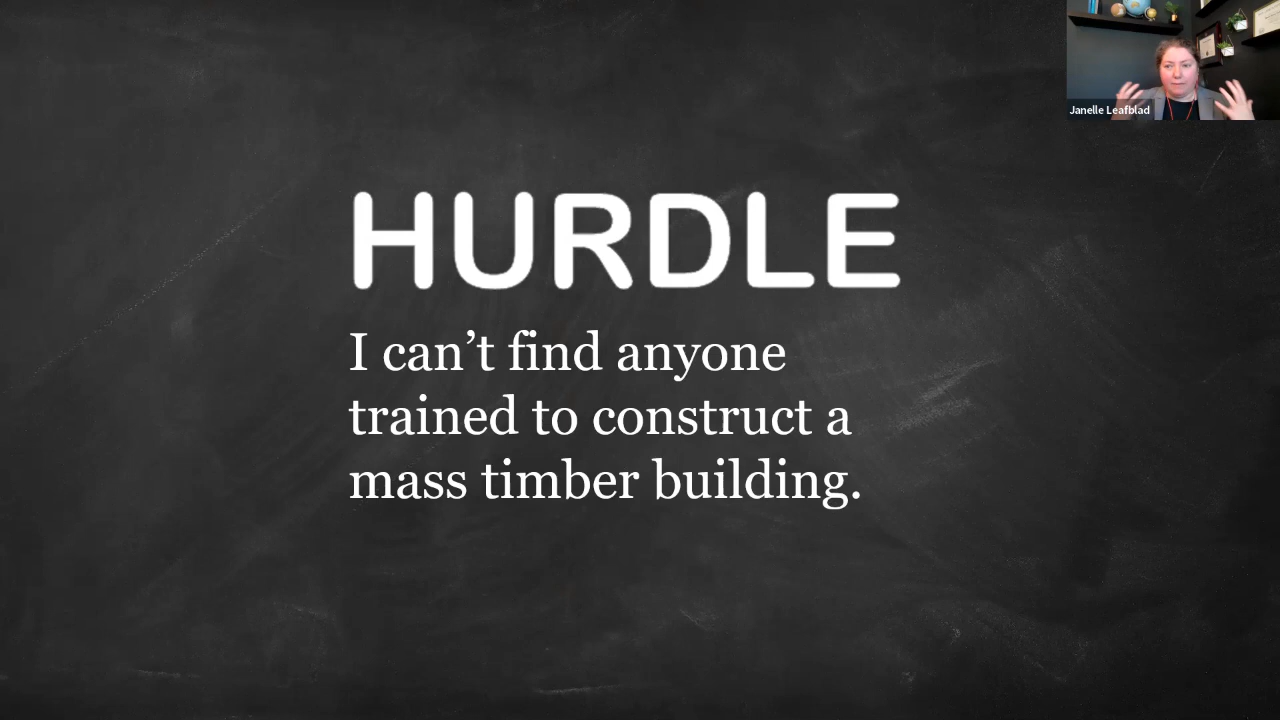 Janelle Leafblad
HURDLE
I can’t find anyone
trained to construct a
mass timber building.